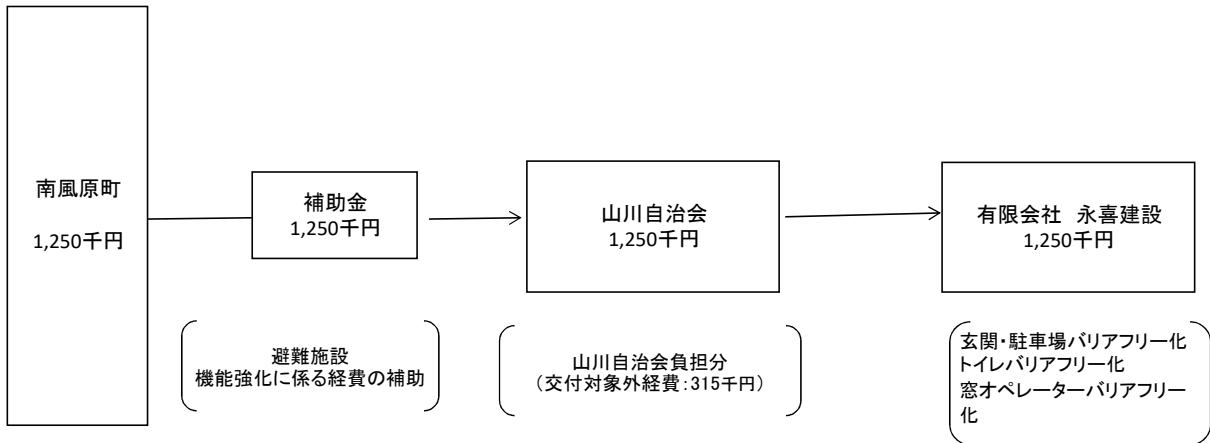 南風原町
1,250千円
補助金
1,250千円
山川自治会
1,250千円
有限会社　永喜建設
1,250千円
避難施設
機能強化に係る経費の補助
山川自治会負担分
（交付対象外経費：315千円）
玄関・駐車場バリアフリー化
トイレバリアフリー化
窓オペレーターバリアフリー
化